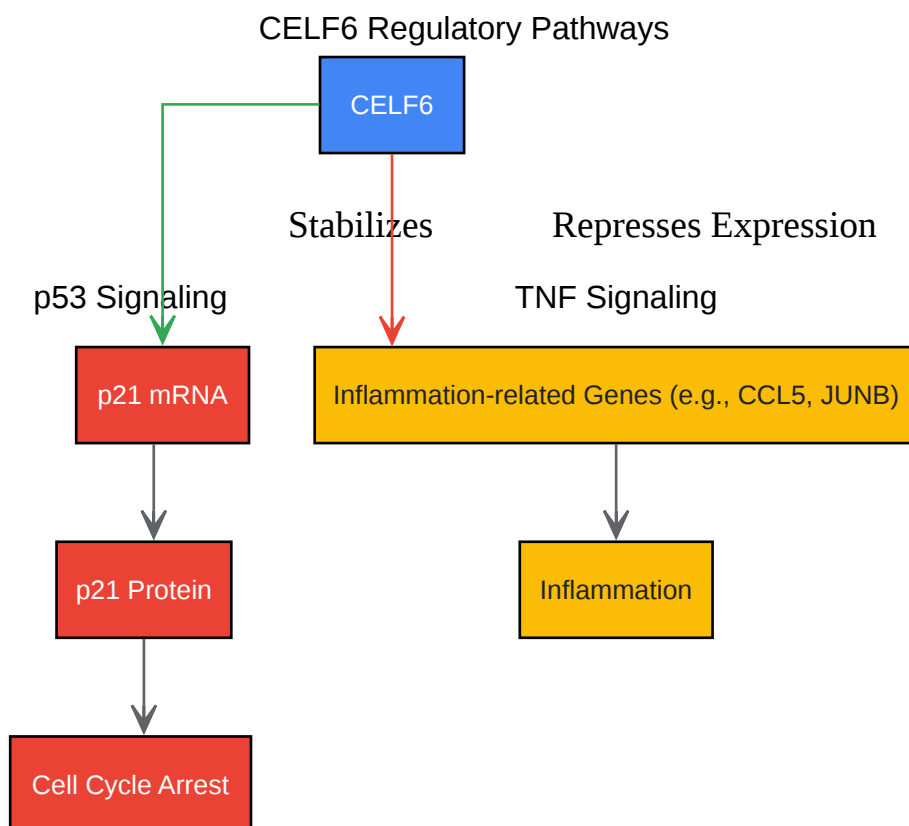 CELF6 Regulatory Pathways
CELF6
Stabilizes
Represses Expression
p53 Signaling
TNF Signaling
p21 mRNA
Inflammation-related Genes (e.g., CCL5, JUNB)
p21 Protein
Inflammation
Cell Cycle Arrest